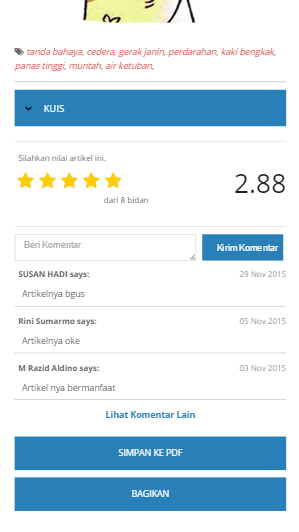 tanda bahaya, cedera, gerak janin, perdarahan, kaki bengkak,
panas tinggi, muntah, air ketuban,
KUIS
Silahkan nilai artikel ini.
2.88
dari 8 bidan
Beri Komentar
Kirim Komentar
SUSAN HADI says: 29 Nov 2015
Artikelnya bgus
Rini Sumarmo says: 05 Nov 2015
Artikelnya oke
M Razid Aldino says: 03 Nov 2015
Artikel nya bermanfaat
Lihat Komentar Lain
SIMPAN KE PDF
BAGIKAN